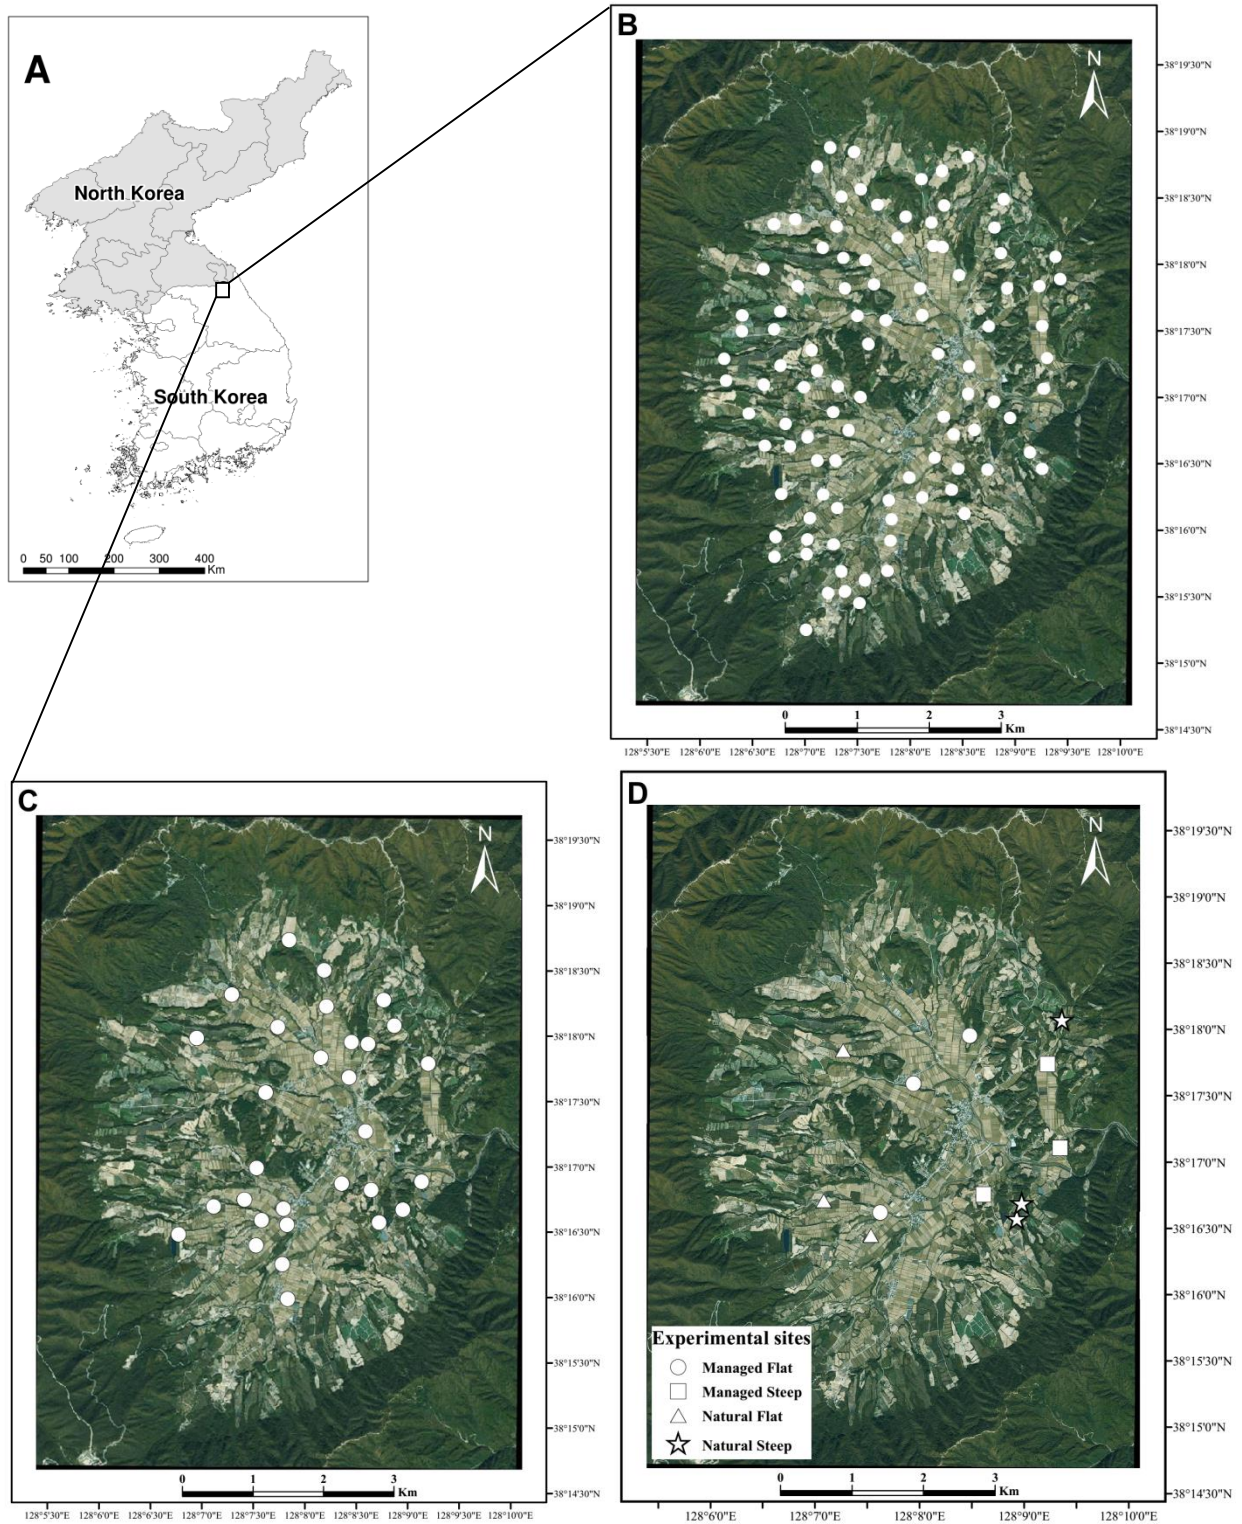 A
North Korea
South Korea
0 50 100 200 300 400
Km
B
N
38°19'30"N
38°19'0"N
38°18'30"N
38°18'0"N
38°17'30"N
38°17'0"N
38°16'30"N
38°16'0"N
38°15'30"N
38°15'0"N
38°14'30"N
0 1 2 3
Km
128°5'30"E 128°6'0"E 128°6'30"E 128°7'0"E 128°7'30"E 128°8'0"E 128°8'30"E 128°9'0"E 128°9'30"E 128°10'0"E
C
N
38°19'30"N
38°19'0"N
38°18'30"N
38°18'0"N
38°17'30"N
38°17'0"N
38°16'30"N
38°16'0"N
38°15'30"N
38°15'0"N
38°14'30"N
0 1 2 3
Km
128°5'30"E 128°6'0"E 128°6'30"E 128°7'0"E 128°7'30"E 128°8'0"E 128°8'30"E 128°9'0"E 128°9'30"E 128°10'0"E
D
N
38°19'30"N
38°19'0"N
38°18'30"N
38°18'0"N
38°17'30"N
38°17'0"N
38°16'30"N
38°16'0"N
38°15'30"N
38°15'0"N
38°14'30"N
Experimental sites
Managed Flat
Managed Steep
Natural Flat
Natural Steep
0 1 2 3
Km
128°6'0"E 128°7'0"E 128°8'0"E 128°9'0"E 128°10'0"E